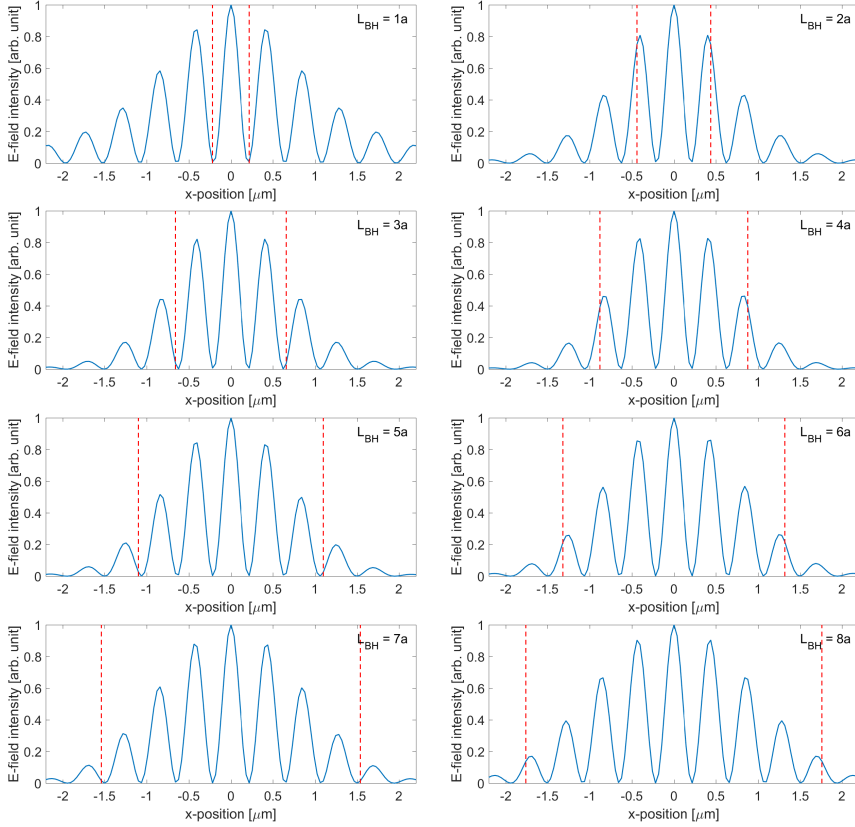 L_BH = 1a
E-field intensity [arb. unit]
1
0.8
0.6
0.4
0.2
0
-2 -1.5 -1 -0.5 0 0.5 1 1.5 2
x-position [μm]
L_BH = 2a
E-field intensity [arb. unit]
1
0.8
0.6
0.4
0.2
0
-2 -1.5 -1 -0.5 0 0.5 1 1.5 2
x-position [μm]
L_BH = 3a
E-field intensity [arb. unit]
1
0.8
0.6
0.4
0.2
0
-2 -1.5 -1 -0.5 0 0.5 1 1.5 2
x-position [μm]
L_BH = 4a
E-field intensity [arb. unit]
1
0.8
0.6
0.4
0.2
0
-2 -1.5 -1 -0.5 0 0.5 1 1.5 2
x-position [μm]
L_BH = 5a
E-field intensity [arb. unit]
1
0.8
0.6
0.4
0.2
0
-2 -1.5 -1 -0.5 0 0.5 1 1.5 2
x-position [μm]
L_BH = 6a
E-field intensity [arb. unit]
1
0.8
0.6
0.4
0.2
0
-2 -1.5 -1 -0.5 0 0.5 1 1.5 2
x-position [μm]
L_BH = 7a
E-field intensity [arb. unit]
1
0.8
0.6
0.4
0.2
0
-2 -1.5 -1 -0.5 0 0.5 1 1.5 2
x-position [μm]
L_BH = 8a
E-field intensity [arb. unit]
1
0.8
0.6
0.4
0.2
0
-2 -1.5 -1 -0.5 0 0.5 1 1.5 2
x-position [μm]